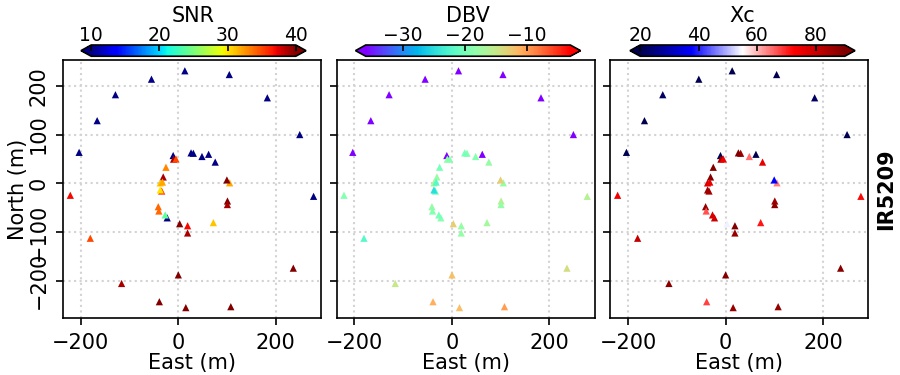 SNR DBV Xc
10 20 30 40 −30 −20 −10 20 40 60 80
200
100
0
−100
−200
North (m)
−200 0 200 −200 0 200 −200 0 200
East (m) East (m) East (m)
IR5209